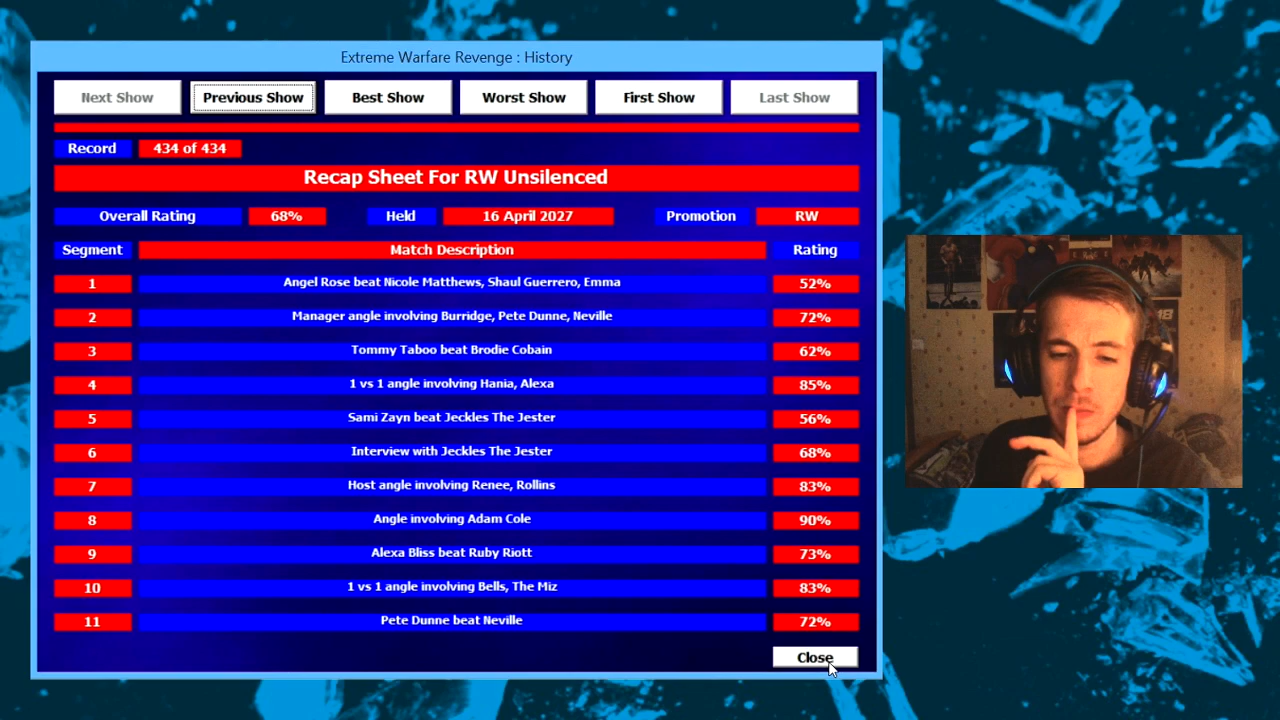 Extreme Warfare Revenge : History
Next Show Previous Show Best Show Worst Show First Show Last Show
Record 434 of 434
Recap Sheet For RW Unsilenced
Overall Rating 68% Held 16 April 2027 Promotion RW
Segment Match Description Rating
1 Angel Rose beat Nicole Matthews, Shaul Guerrero, Emma 52%
2 Manager angle involving Burridge, Pete Dunne, Neville 72%
3 Tommy Taboo beat Brodie Cobain 62%
4 1 vs 1 angle involving Hania, Alexa 85%
5 Sami Zayn beat Jeckles The Jester 56%
6 Interview with Jeckles The Jester 68%
7 Host angle involving Renee, Rollins 83%
8 Angle involving Adam Cole 90%
9 Alexa Bliss beat Ruby Riott 73%
10 1 vs 1 angle involving Bells, The Miz 83%
11 Pete Dunne beat Neville 72%
Close